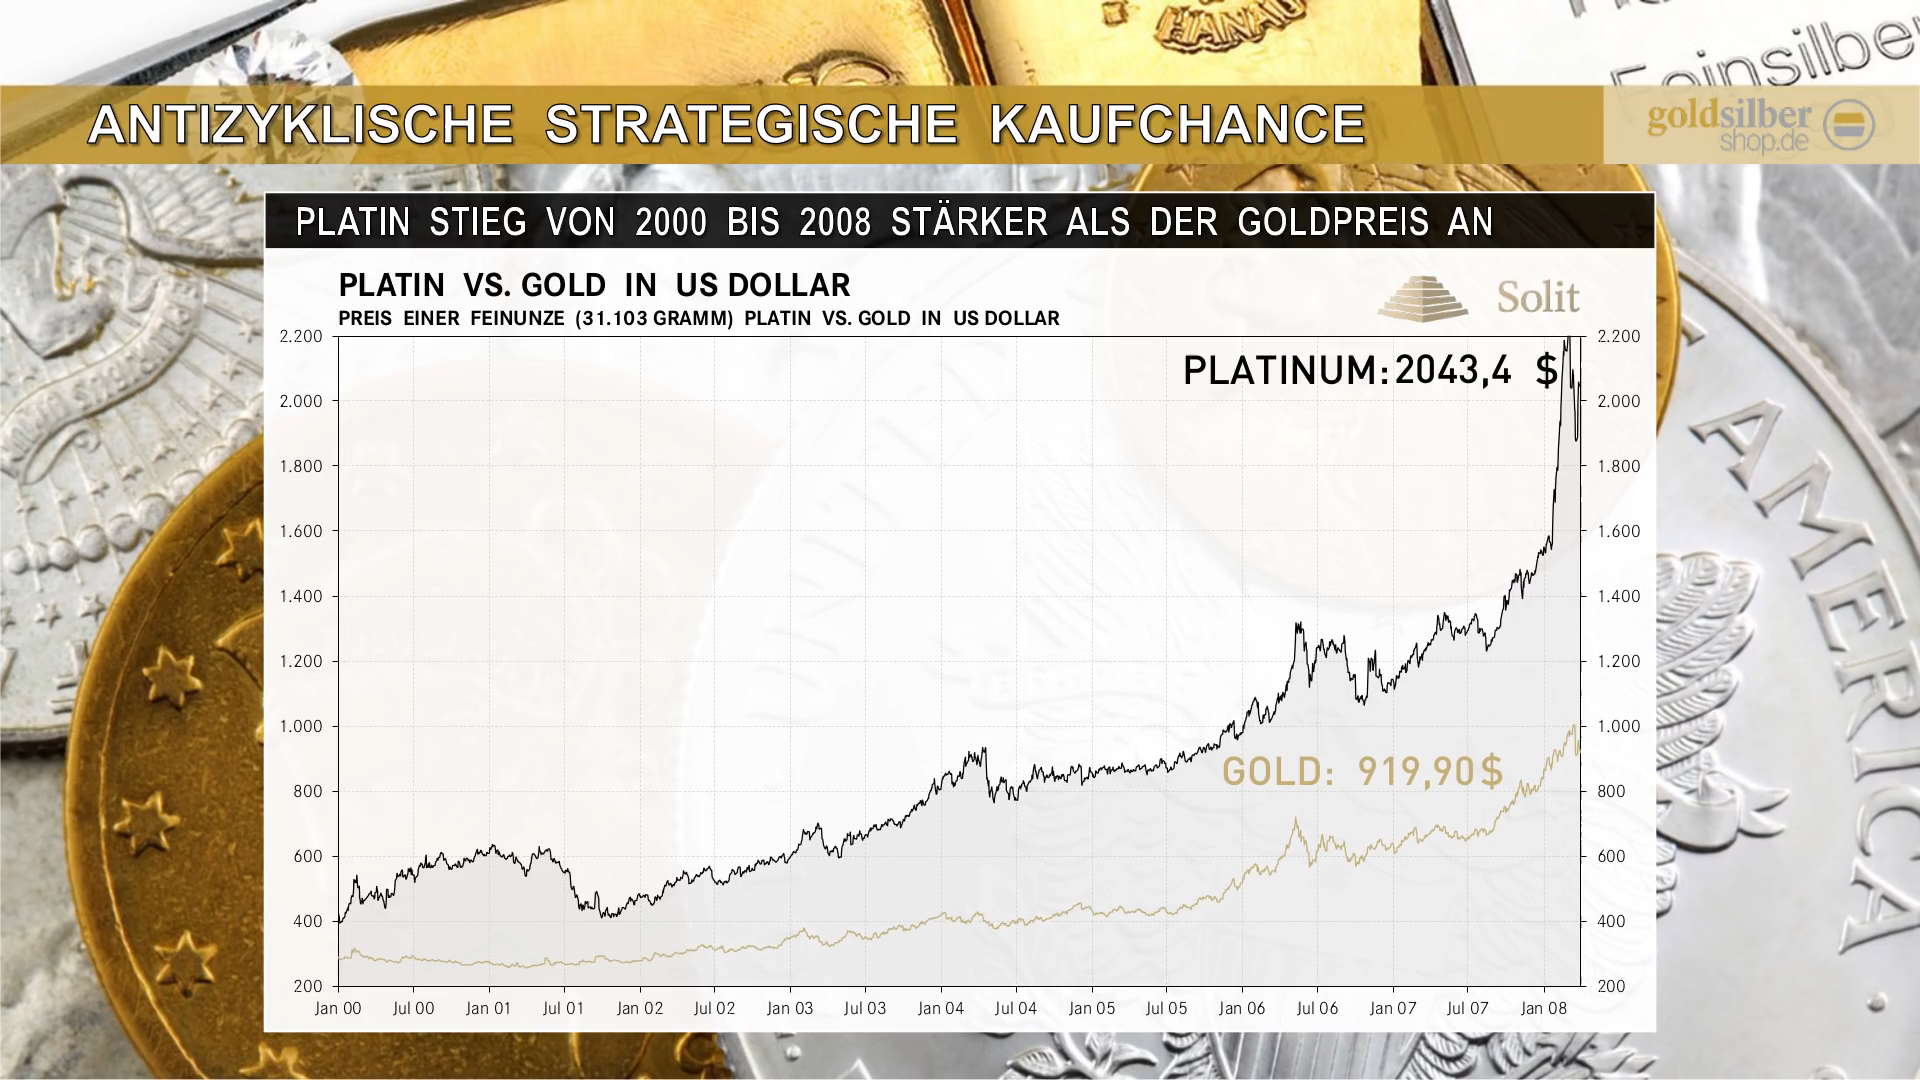 HANAU
Feinsilber
ANTIZYKLISCHE STRATEGISCHE KAUFCHANCE
goldsilber
shop.de
PLATIN STIEG VON 2000 BIS 2008 STÄRKER ALS DER GOLDPREIS AN
PLATIN VS. GOLD IN US DOLLAR
PREIS EINER FEINUNZE (31.103 GRAMM) PLATIN VS. GOLD IN US DOLLAR
Solit
PLATINUM: 2043,4 $
GOLD: 919,90 $
2.200 2.200
2.000 2.000
1.800 1.800
1.600 1.600
1.400 1.400
1.200 1.200
1.000 1.000
800 800
600 600
400 400
200 200
Jan 00 Jul 00 Jan 01 Jul 01 Jan 02 Jul 02 Jan 03 Jul 03 Jan 04 Jul 04 Jan 05 Jul 05 Jan 06 Jul 06 Jan 07 Jul 07 Jan 08
AMERICA